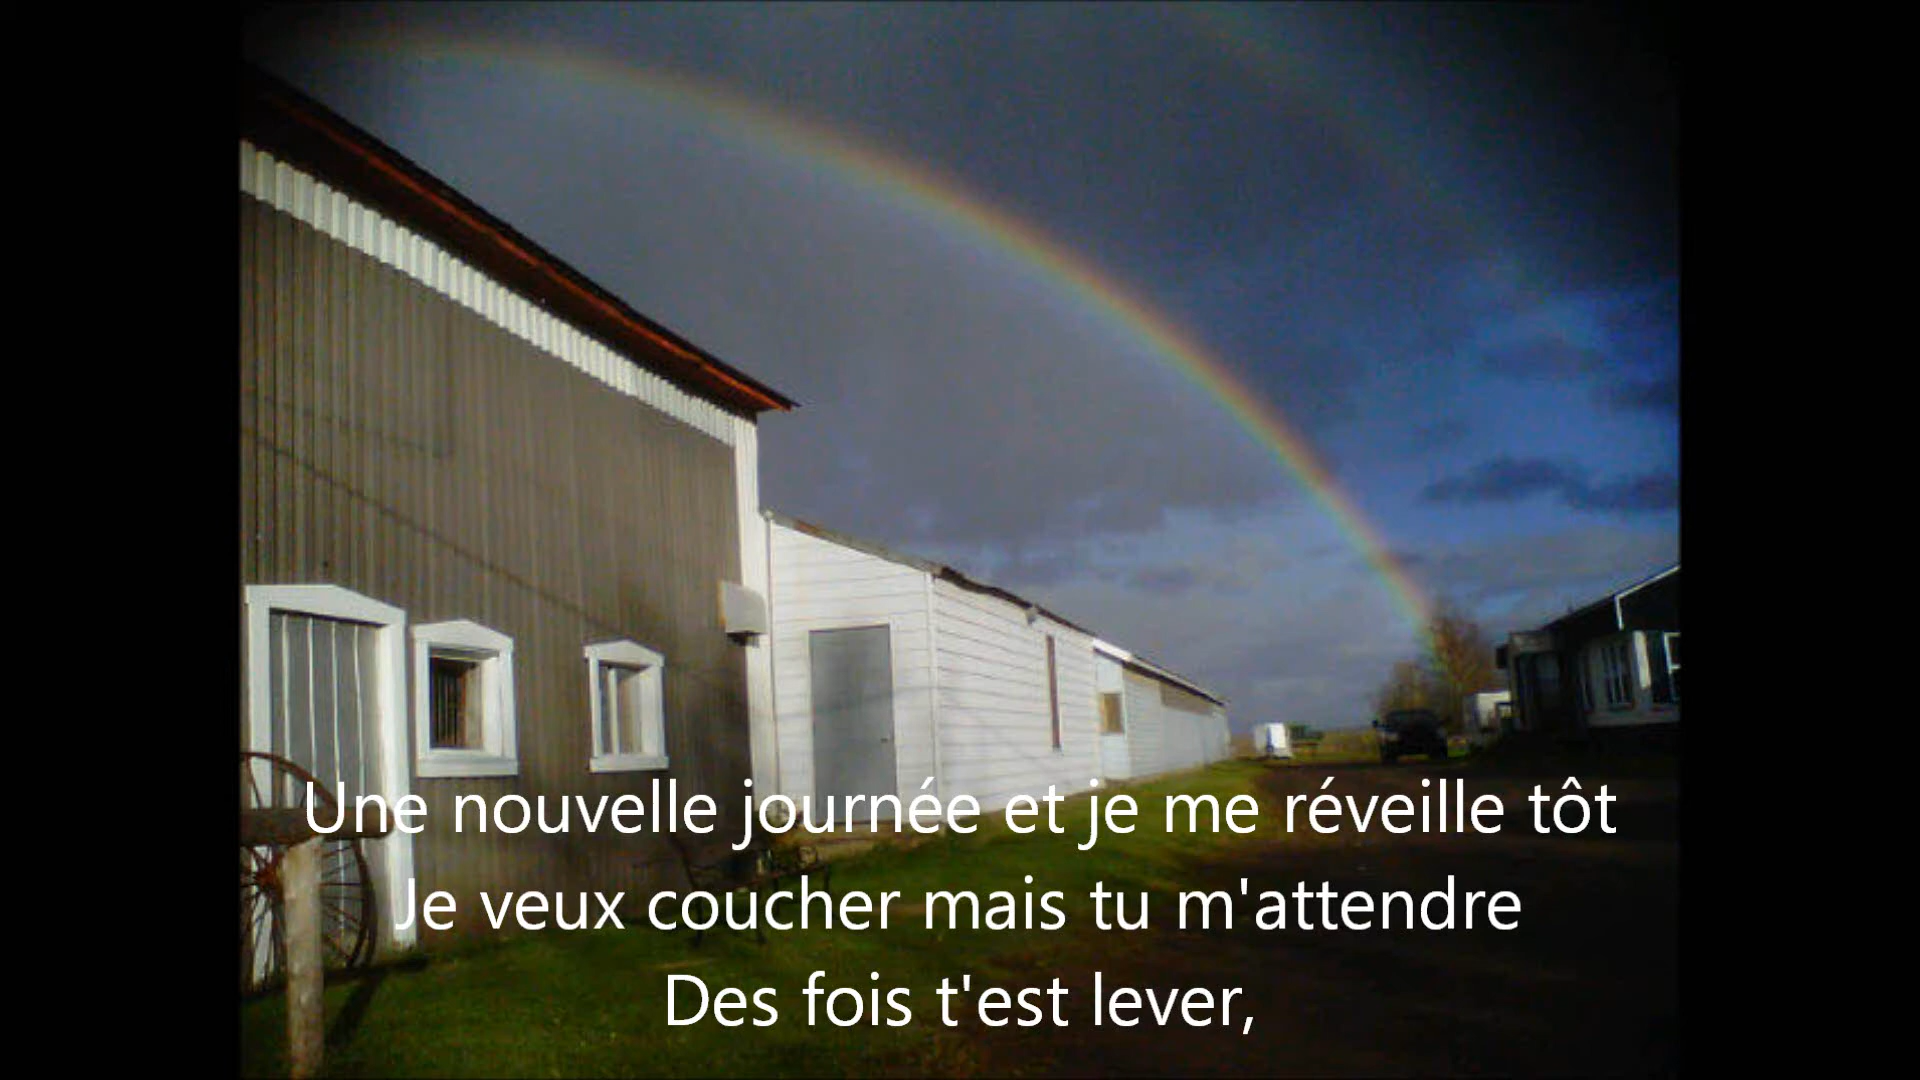 Une nouvelle journée et je me réveille tôt
Je veux coucher mais tu m'attendre
Des fois t'est lever,